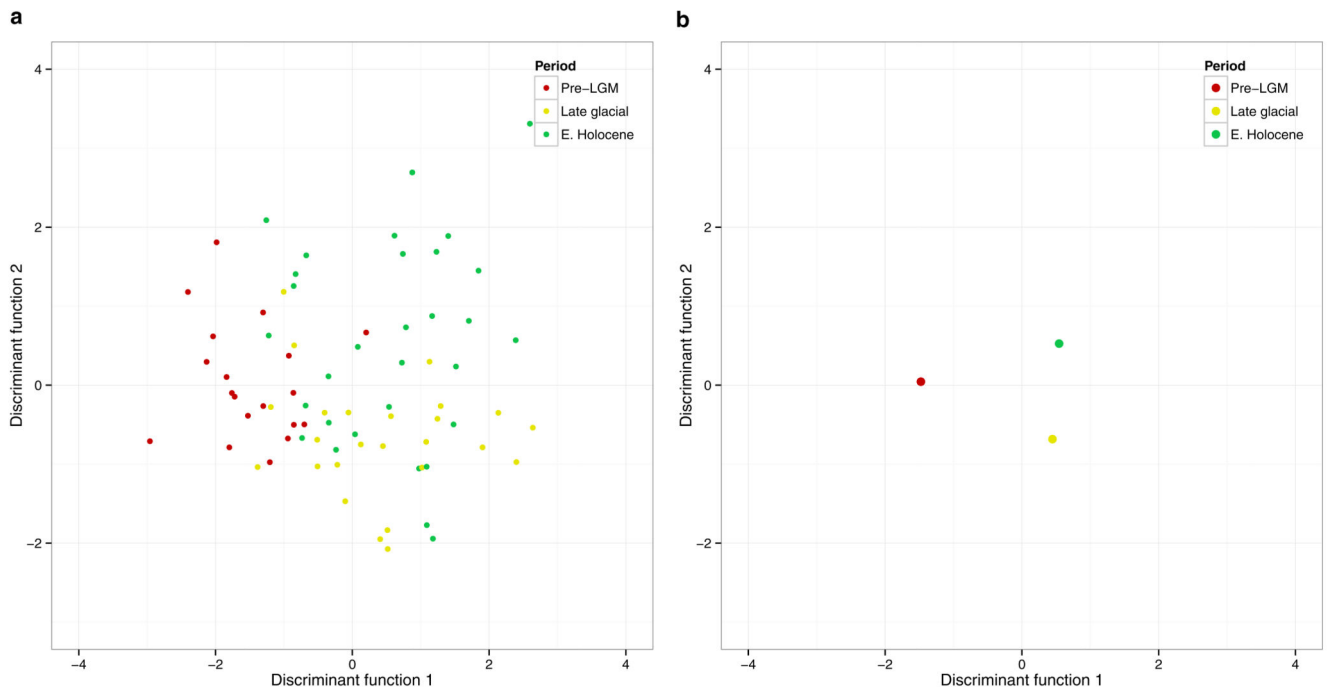 a
Period
Pre−LGM
Late glacial
E. Holocene
4
2
0
−2
Discriminant function 2
−4
−2
0
2
4
Discriminant function 1
b
Period
Pre−LGM
Late glacial
E. Holocene
4
2
0
−2
Discriminant function 2
−4
−2
0
2
4
Discriminant function 1